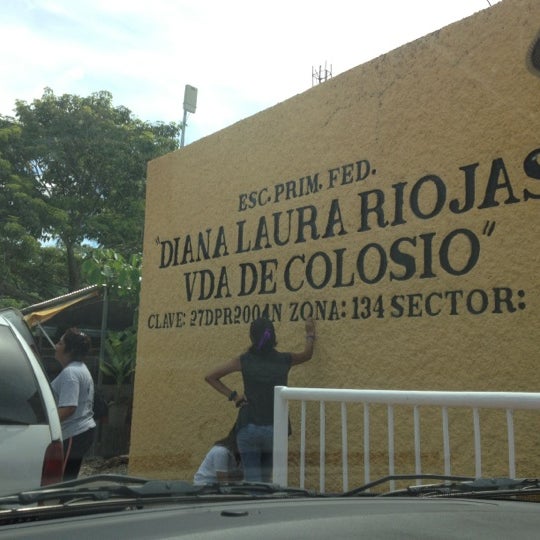 ESC. PRIM. FED.
"DIANA LAURA RIOJAS
VDA DE COLOSIO"
CLAVE: 27DPR2004N ZONA: 134 SECTOR: